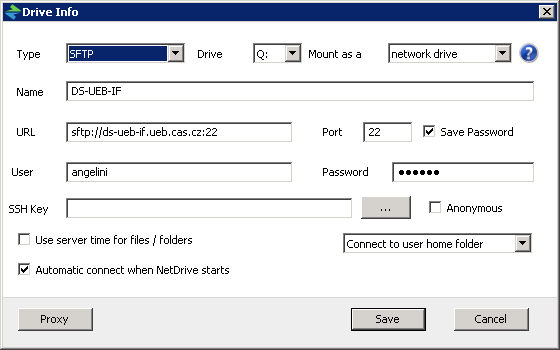 Drive Info
Type SFTP Drive Q: Mount as a network drive ?
Name DS-UEB-IF
URL sftp://ds-ueb-if.ueb.cas.cz:22 Port 22 Save Password
User angelini Password ●●●●●●
SSH Key ... Anonymous
Use server time for files / folders Connect to user home folder
Automatic connect when NetDrive starts
Proxy Save Cancel